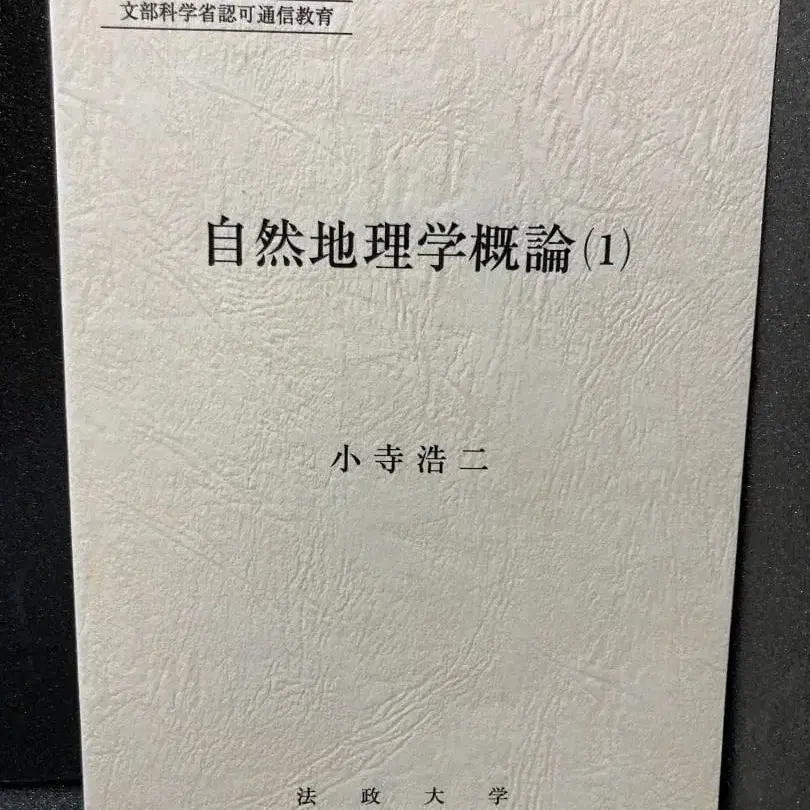 文部科学省認可通信教育
自然地理学概論(1)
小寺浩二
法政大学